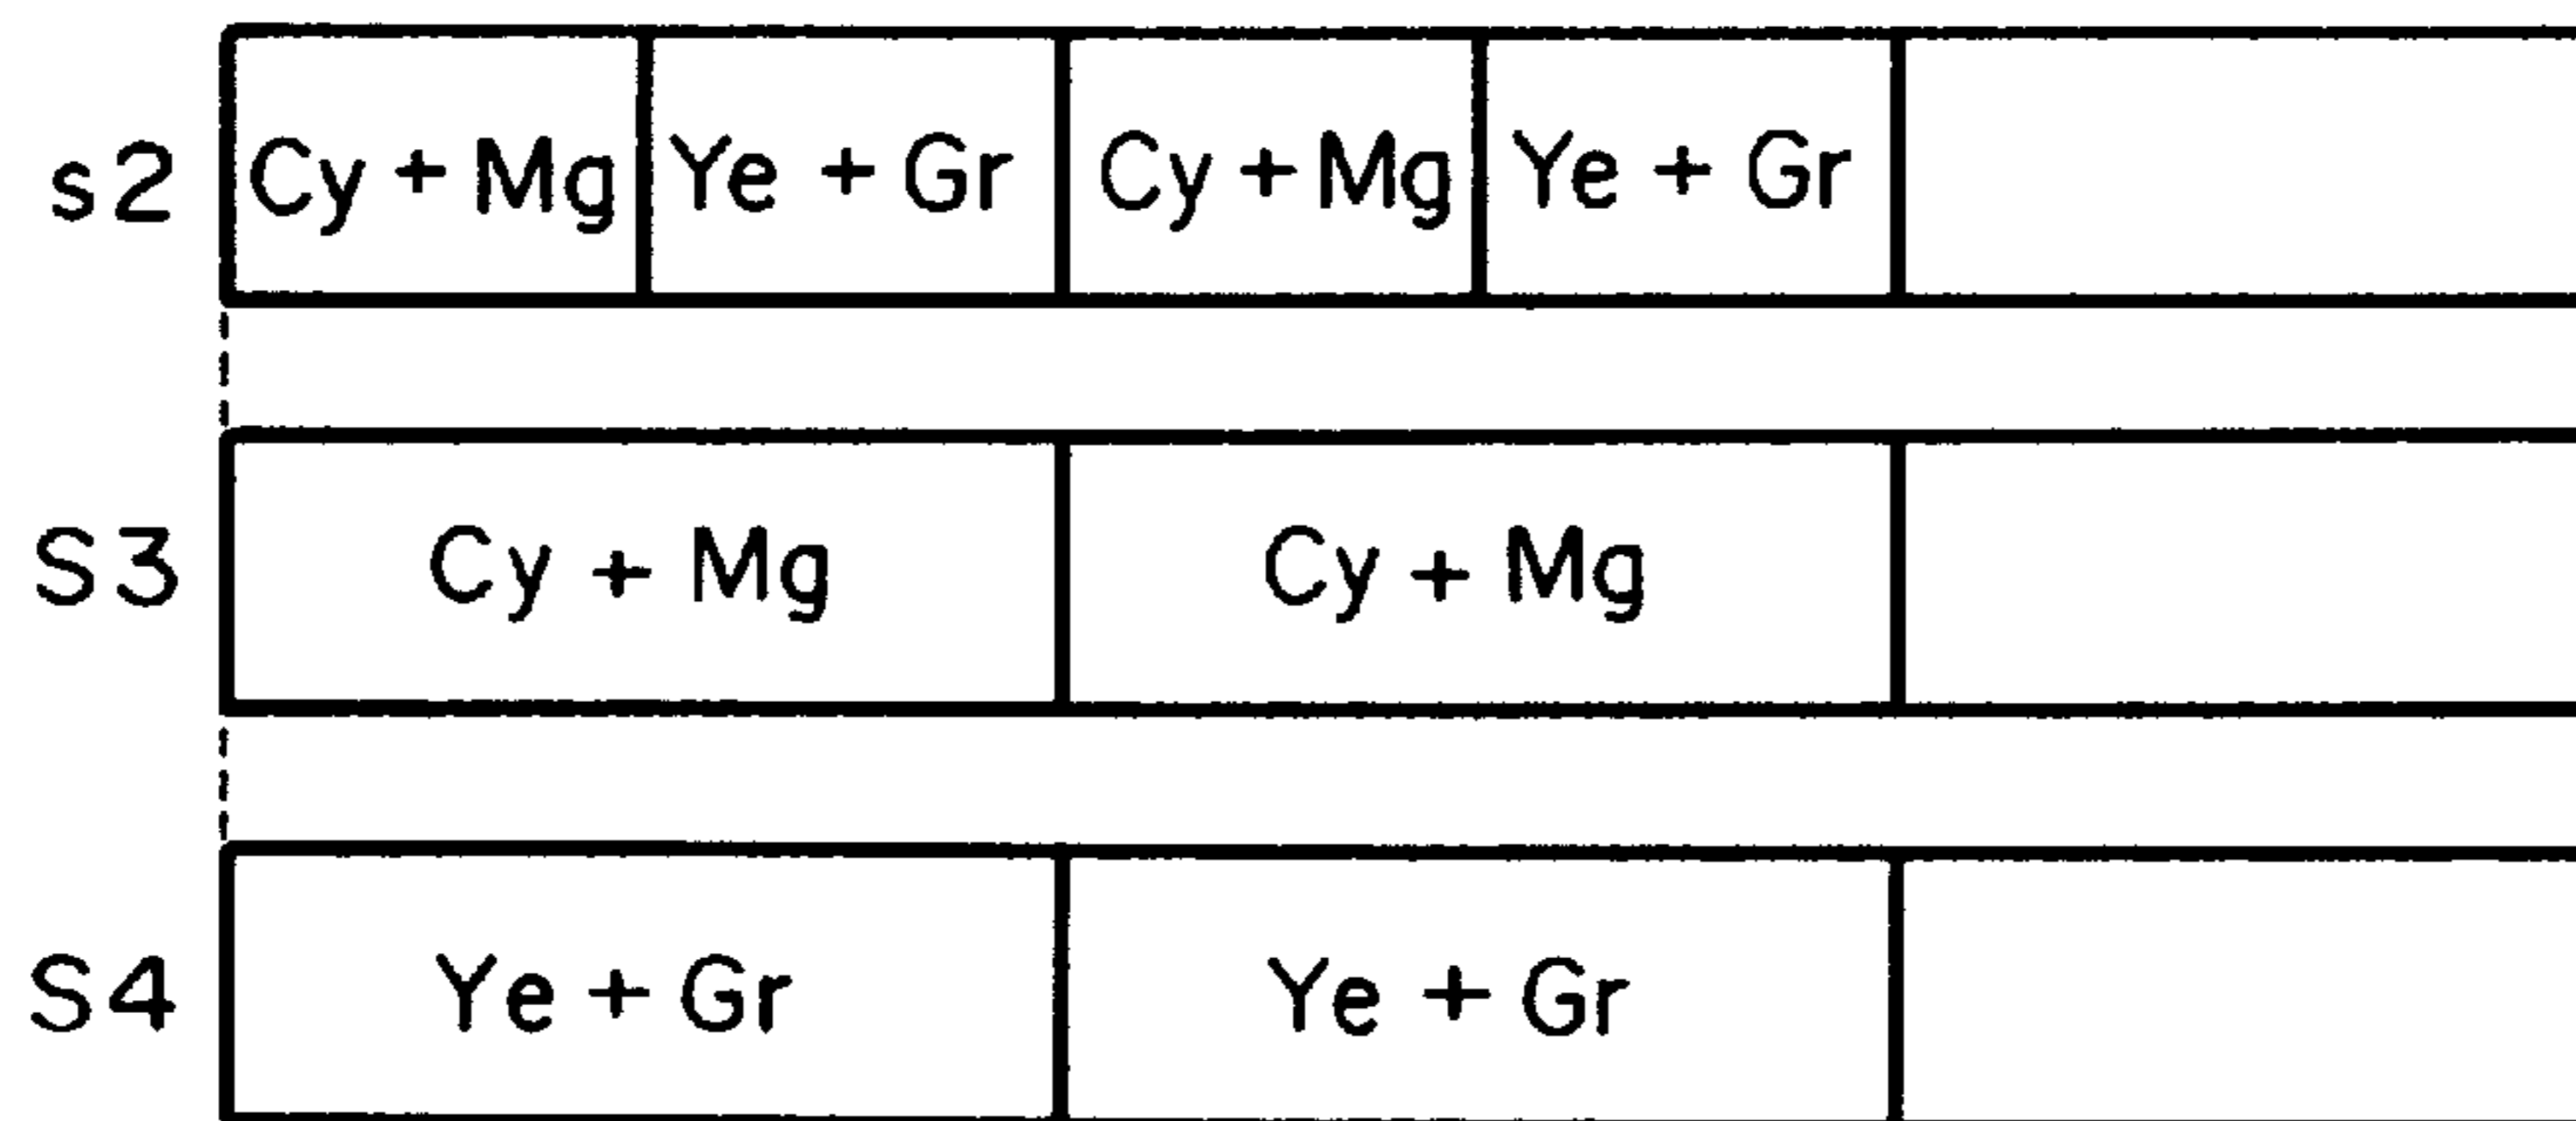 s2 Cy + Mg Ye + Gr Cy + Mg Ye + Gr
S3 Cy + Mg Cy + Mg
S4 Ye + Gr Ye + Gr